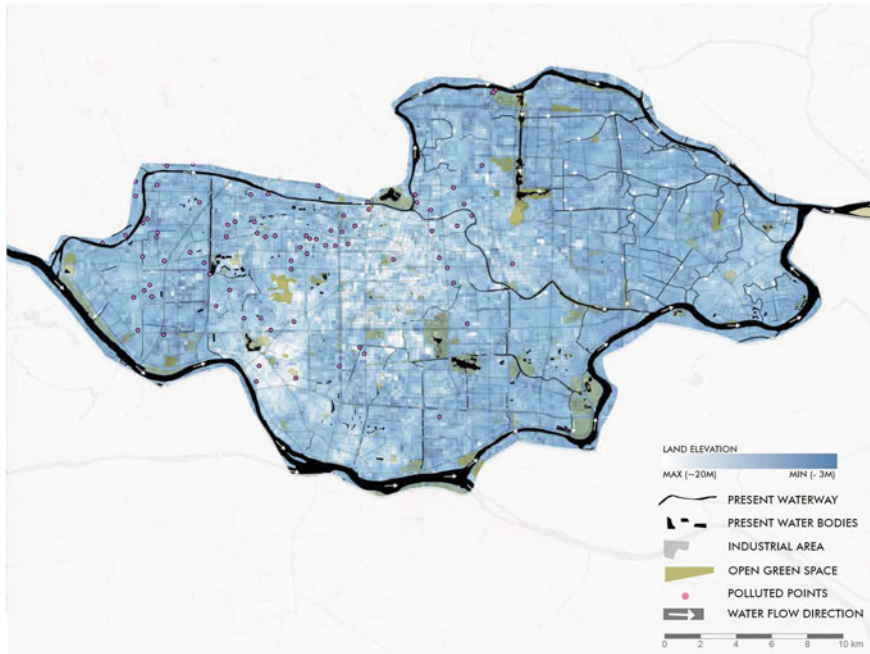 LAND ELEVATION
MAX (~20M) MIN (- 3M)
PRESENT WATERWAY
PRESENT WATER BODIES
INDUSTRIAL AREA
OPEN GREEN SPACE
POLLUTED POINTS
WATER FLOW DIRECTION
0 2 4 6 8 10 km